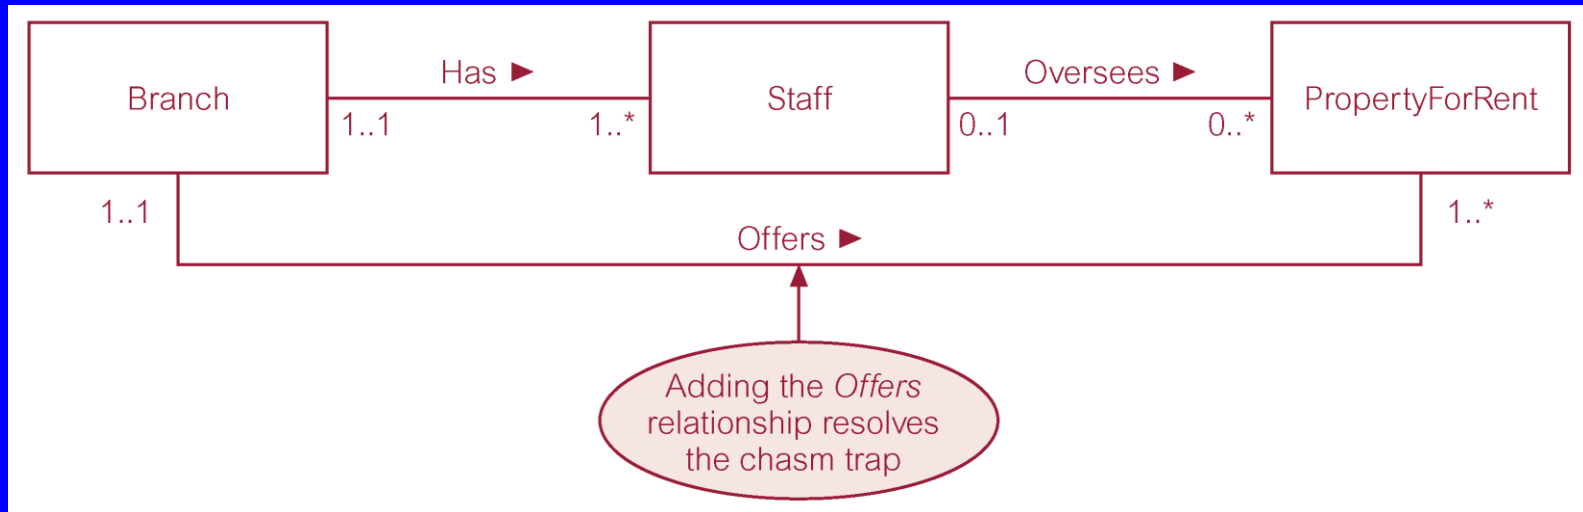 Has ►
Oversees ►
Branch
Staff
PropertyForRent
1..1
1..*
0..1
0..*
1..1
1..*
Offers ►
Adding the Offers
relationship resolves
the chasm trap